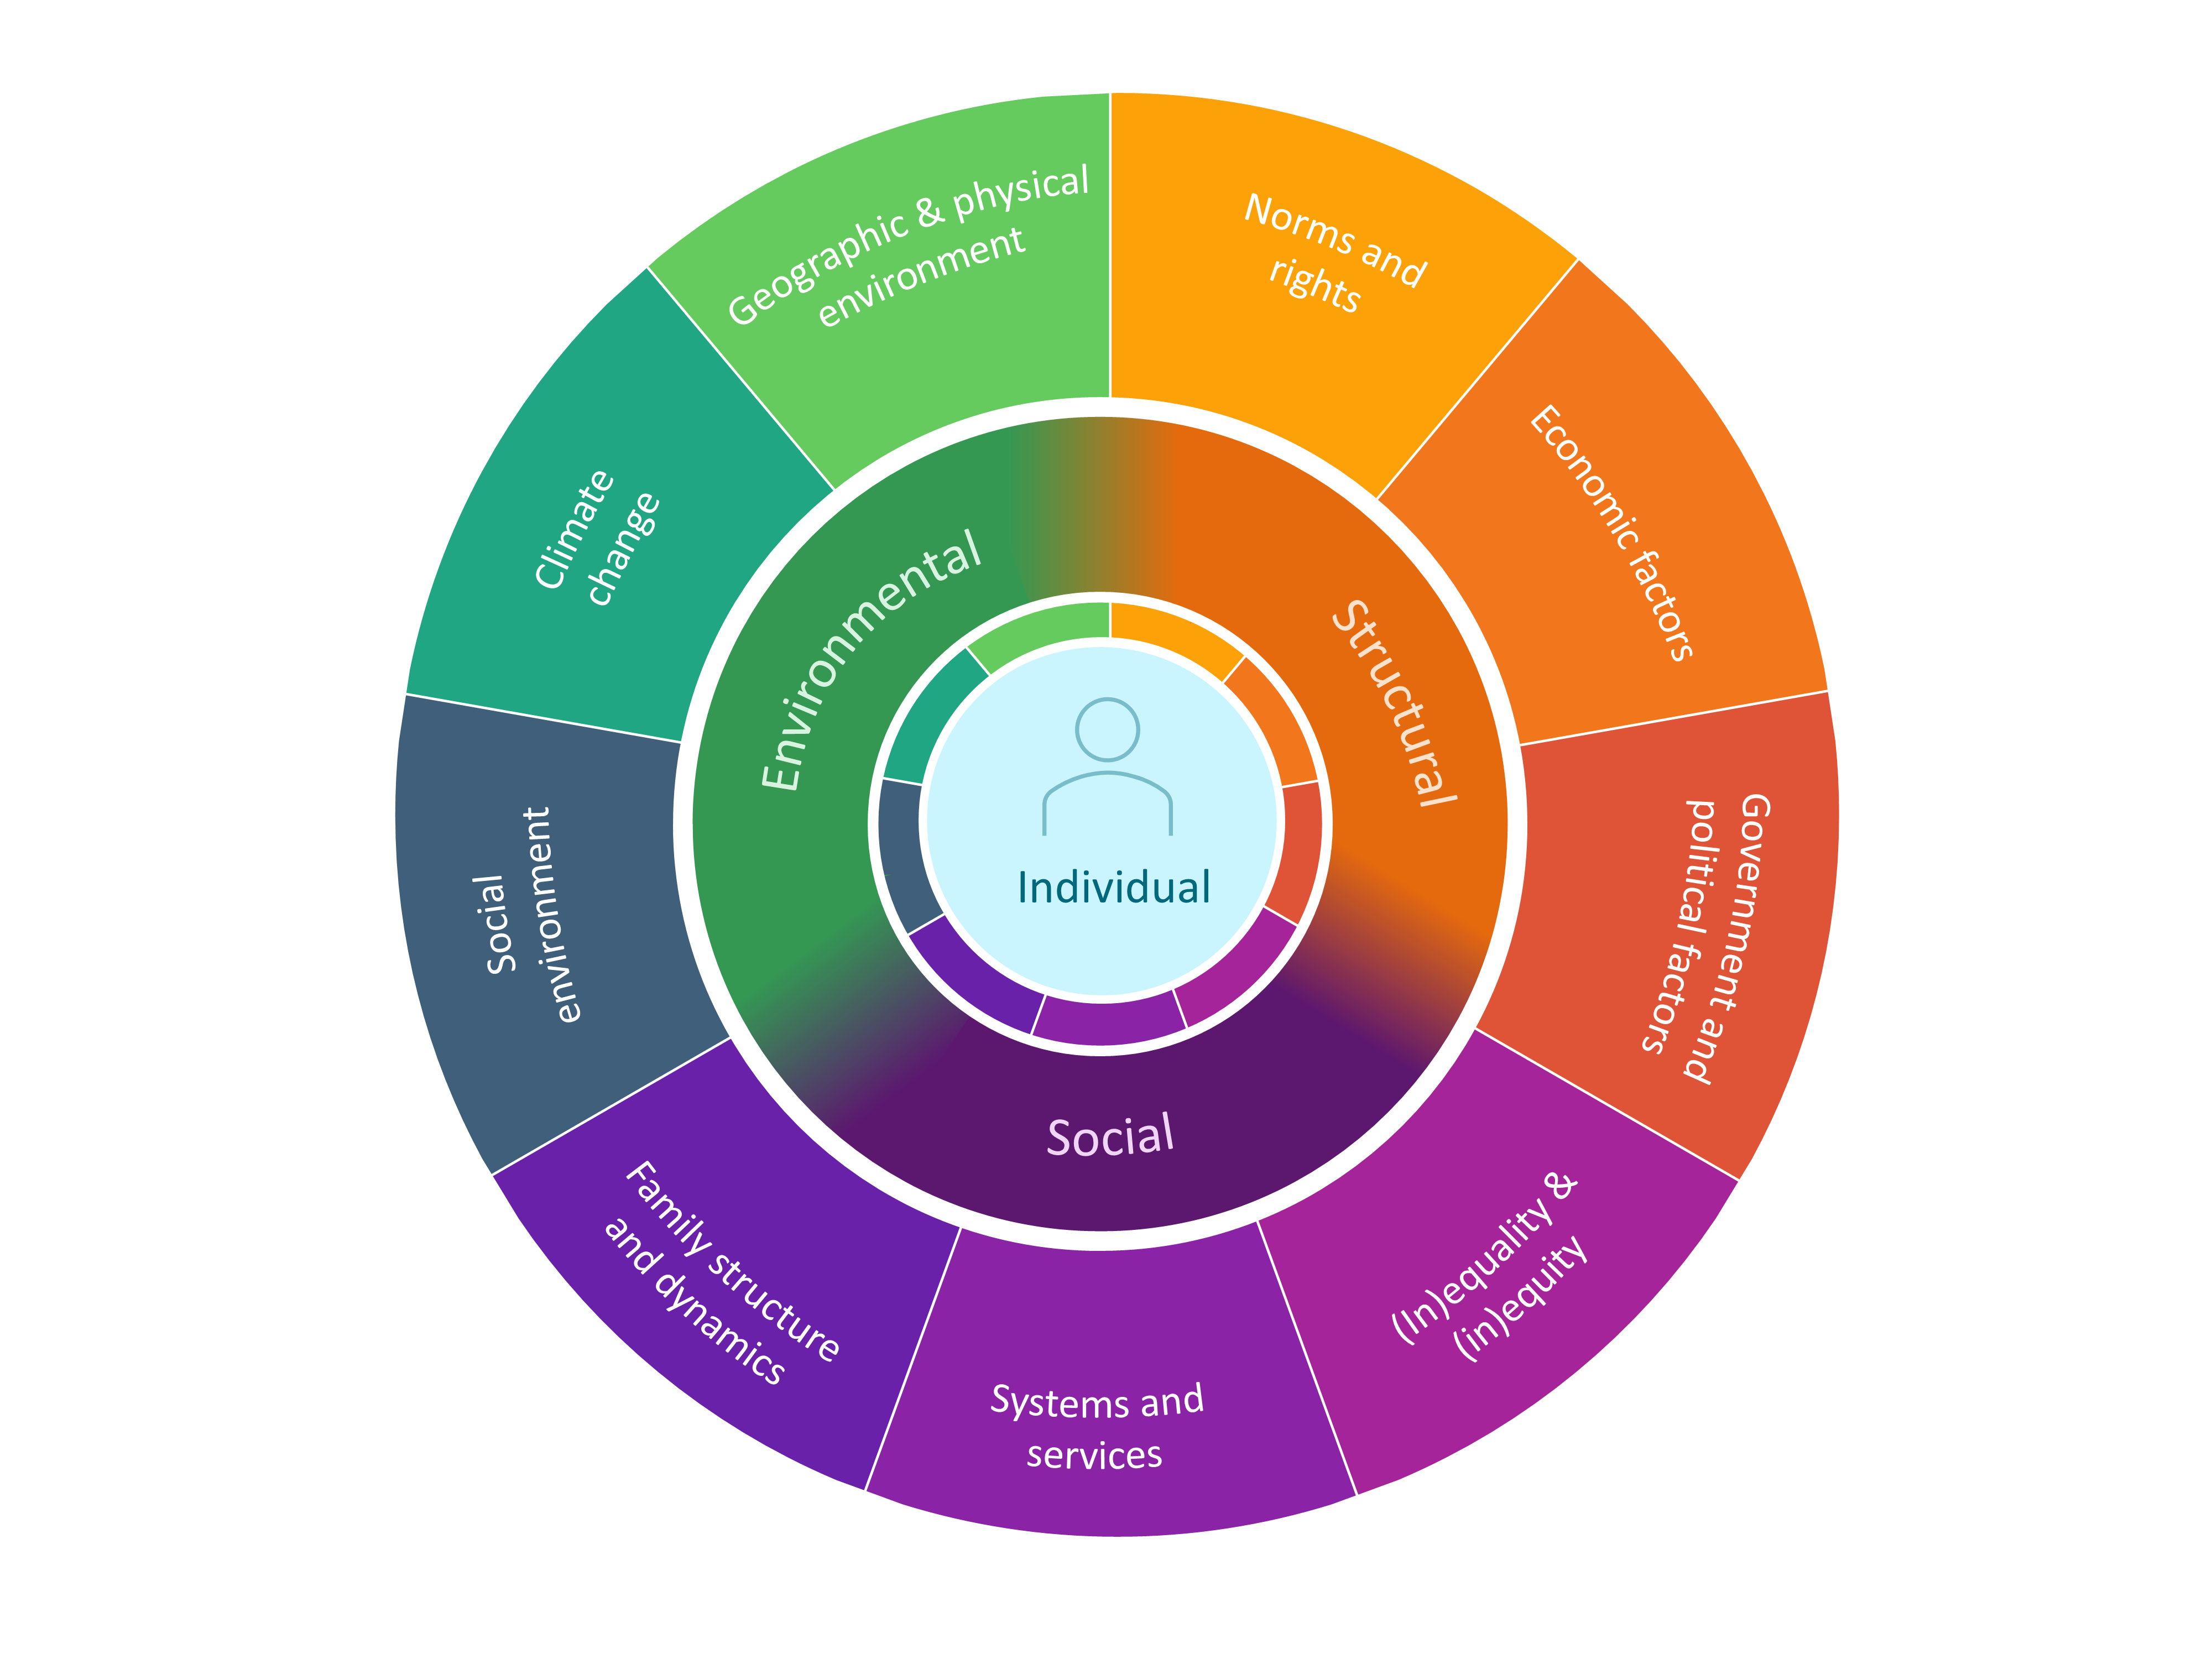 Geographic & physical
environment
Norms and
rights
Economic factors
Government and
political factors
(In)equality &
(in)equity
Systems and
services
Family structure
and dynamics
Social
environment
Climate
change
Environmental
Structural
Social
Individual